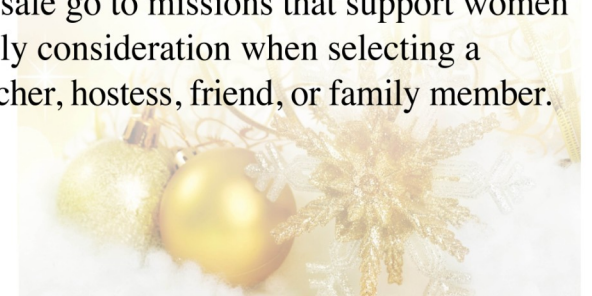 sale go to missions that support women
ly consideration when selecting a
cher, hostess, friend, or family member.